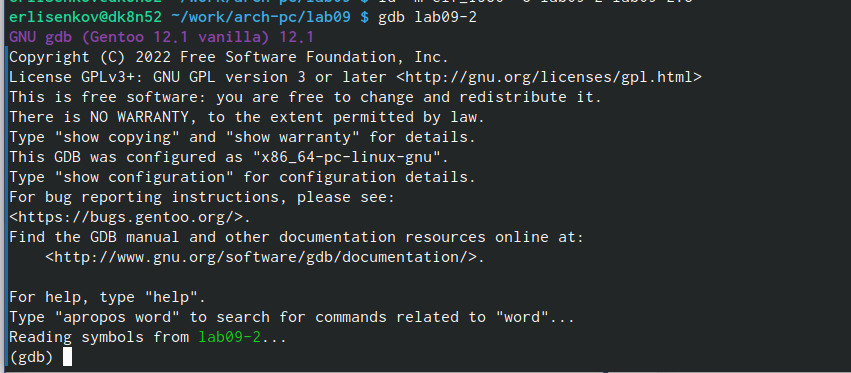 erlisenkov@dk8n52 ~/work/arch-pc/lab09 $ gdb lab09-2
GNU gdb (Gentoo 12.1 vanilla) 12.1
Copyright (C) 2022 Free Software Foundation, Inc.
License GPLv3+: GNU GPL version 3 or later <http://gnu.org/licenses/gpl.html>
This is free software: you are free to change and redistribute it.
There is NO WARRANTY, to the extent permitted by law.
Type "show copying" and "show warranty" for details.
This GDB was configured as "x86_64-pc-linux-gnu".
Type "show configuration" for configuration details.
For bug reporting instructions, please see:
<https://bugs.gentoo.org/>.
Find the GDB manual and other documentation resources online at:
    <http://www.gnu.org/software/gdb/documentation/>.

For help, type "help".
Type "apropos word" to search for commands related to "word"...
Reading symbols from lab09-2...
(gdb)